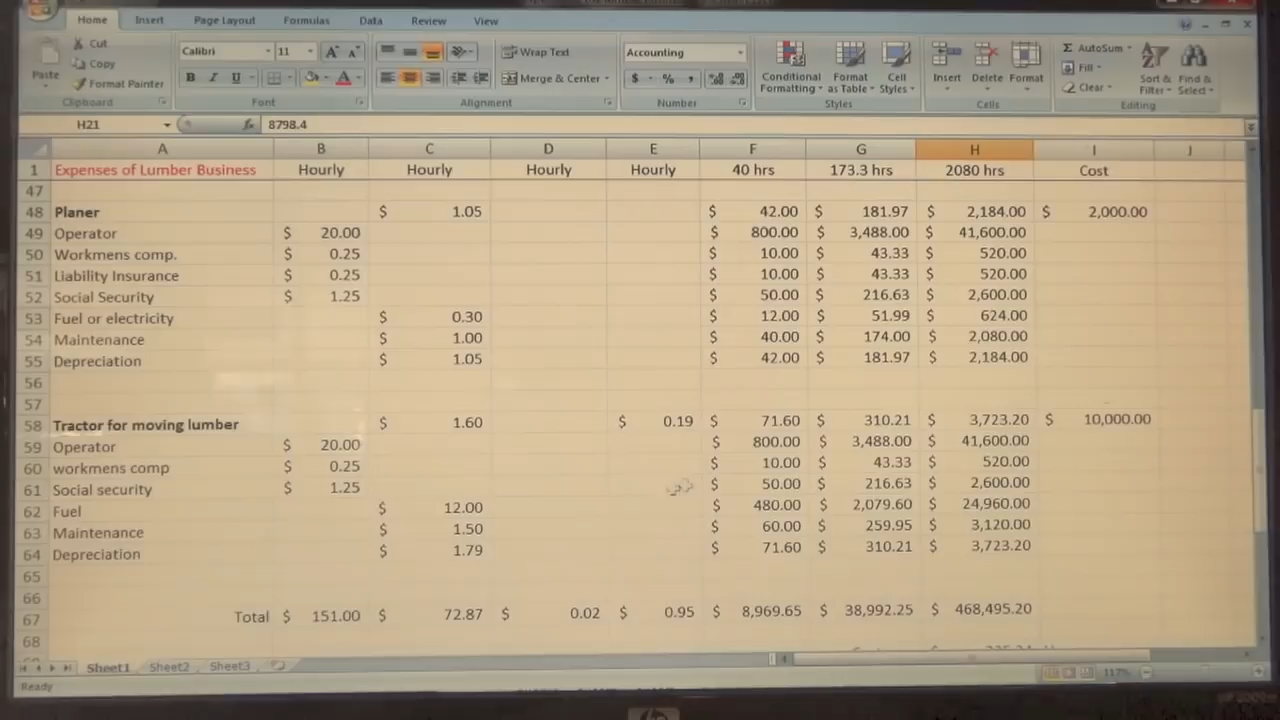 Home Insert Page Layout Formulas Data Review View
Cut
Copy
Format Painter
Paste
Clipboard
Calibri 11
B I U
Font
Wrap Text
Merge & Center
Alignment
Accounting
$ % ,
Number
Conditional Formatting
Format as Table
Cell Styles
Styles
Insert Delete Format
Cells
Σ AutoSum
Fill
Clear
Sort & Filter
Find & Select
Editing
H21 fx 8798.4
A B C D E F G H I J
1 Expenses of Lumber Business Hourly Hourly Hourly Hourly 40 hrs 173.3 hrs 2080 hrs Cost
47
48 Planer $ 1.05 $ 42.00 $ 181.97 $ 2,184.00 $ 2,000.00
49 Operator $ 20.00 $ 800.00 $ 3,488.00 $ 41,600.00
50 Workmens comp. $ 0.25 $ 10.00 $ 43.33 $ 520.00
51 Liability Insurance $ 0.25 $ 10.00 $ 43.33 $ 520.00
52 Social Security $ 1.25 $ 50.00 $ 216.63 $ 2,600.00
53 Fuel or electricity $ 0.30 $ 12.00 $ 51.99 $ 624.00
54 Maintenance $ 1.00 $ 40.00 $ 174.00 $ 2,080.00
55 Depreciation $ 1.05 $ 42.00 $ 181.97 $ 2,184.00
56
57
58 Tractor for moving lumber $ 1.60 $ 0.19 $ 71.60 $ 310.21 $ 3,723.20 $ 10,000.00
59 Operator $ 20.00 $ 800.00 $ 3,488.00 $ 41,600.00
60 workmens comp $ 0.25 $ 10.00 $ 43.33 $ 520.00
61 Social security $ 1.25 $ 50.00 $ 216.63 $ 2,600.00
62 Fuel $ 12.00 $ 480.00 $ 2,079.60 $ 24,960.00
63 Maintenance $ 1.50 $ 60.00 $ 259.95 $ 3,120.00
64 Depreciation $ 1.79 $ 71.60 $ 310.21 $ 3,723.20
65
66
67 Total $ 151.00 $ 72.87 $ 0.02 $ 0.95 $ 8,969.65 $ 38,992.25 $ 468,495.20
68
Sheet1 Sheet2 Sheet3
Ready 117%
hp